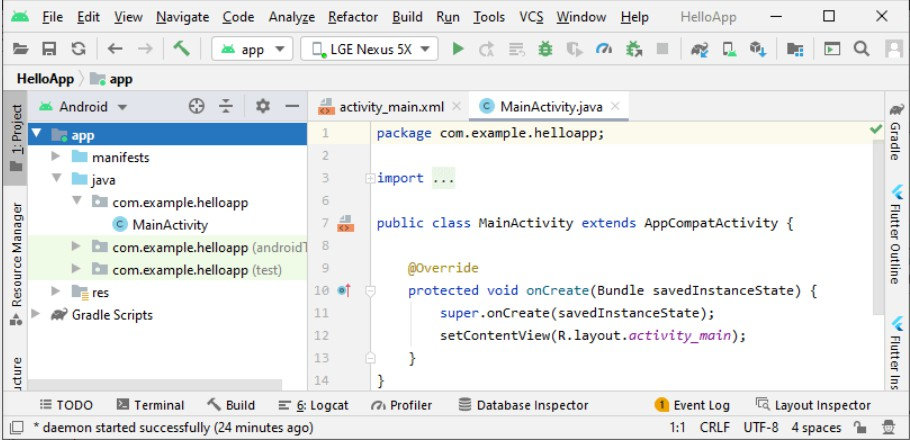 File Edit View Navigate Code Analyze Refactor Build Run Tools VCS Window Help HelloApp
app LGE Nexus 5X
HelloApp app
1: Project
Resource Manager
ucture
Android
app
manifests
java
com.example.helloapp
MainActivity
com.example.helloapp (androidT
com.example.helloapp (test)
res
Gradle Scripts
activity_main.xml MainActivity.java
1 package com.example.helloapp;
2
3 import ...
6
7 public class MainActivity extends AppCompatActivity {
8
9 @Override
10 protected void onCreate(Bundle savedInstanceState) {
11 super.onCreate(savedInstanceState);
12 setContentView(R.layout.activity_main);
13 }
14 }
Gradle
Flutter Outline
Flutter Ins
TODO Terminal Build 6: Logcat Profiler Database Inspector 1 Event Log Layout Inspector
* daemon started successfully (24 minutes ago) 1:1 CRLF UTF-8 4 spaces